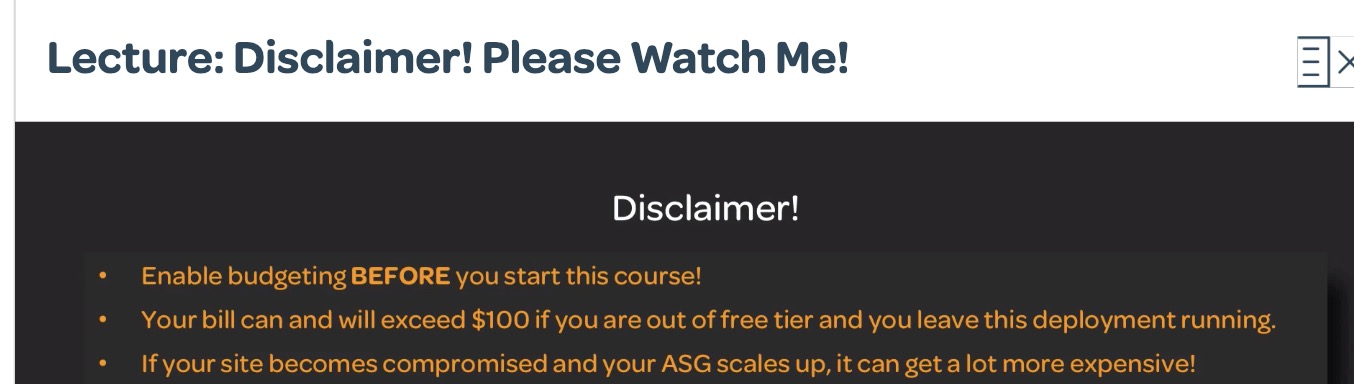 Lecture: Disclaimer! Please Watch Me!
Disclaimer!
• Enable budgeting BEFORE you start this course!
• Your bill can and will exceed $100 if you are out of free tier and you leave this deployment running.
• If your site becomes compromised and your ASG scales up, it can get a lot more expensive!